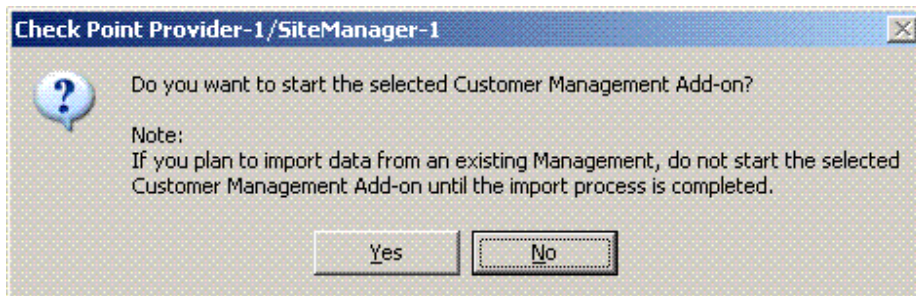 Check Point Provider-1/SiteManager-1
Do you want to start the selected Customer Management Add-on?
Note:
If you plan to import data from an existing Management, do not start the selected
Customer Management Add-on until the import process is completed.
Yes
No